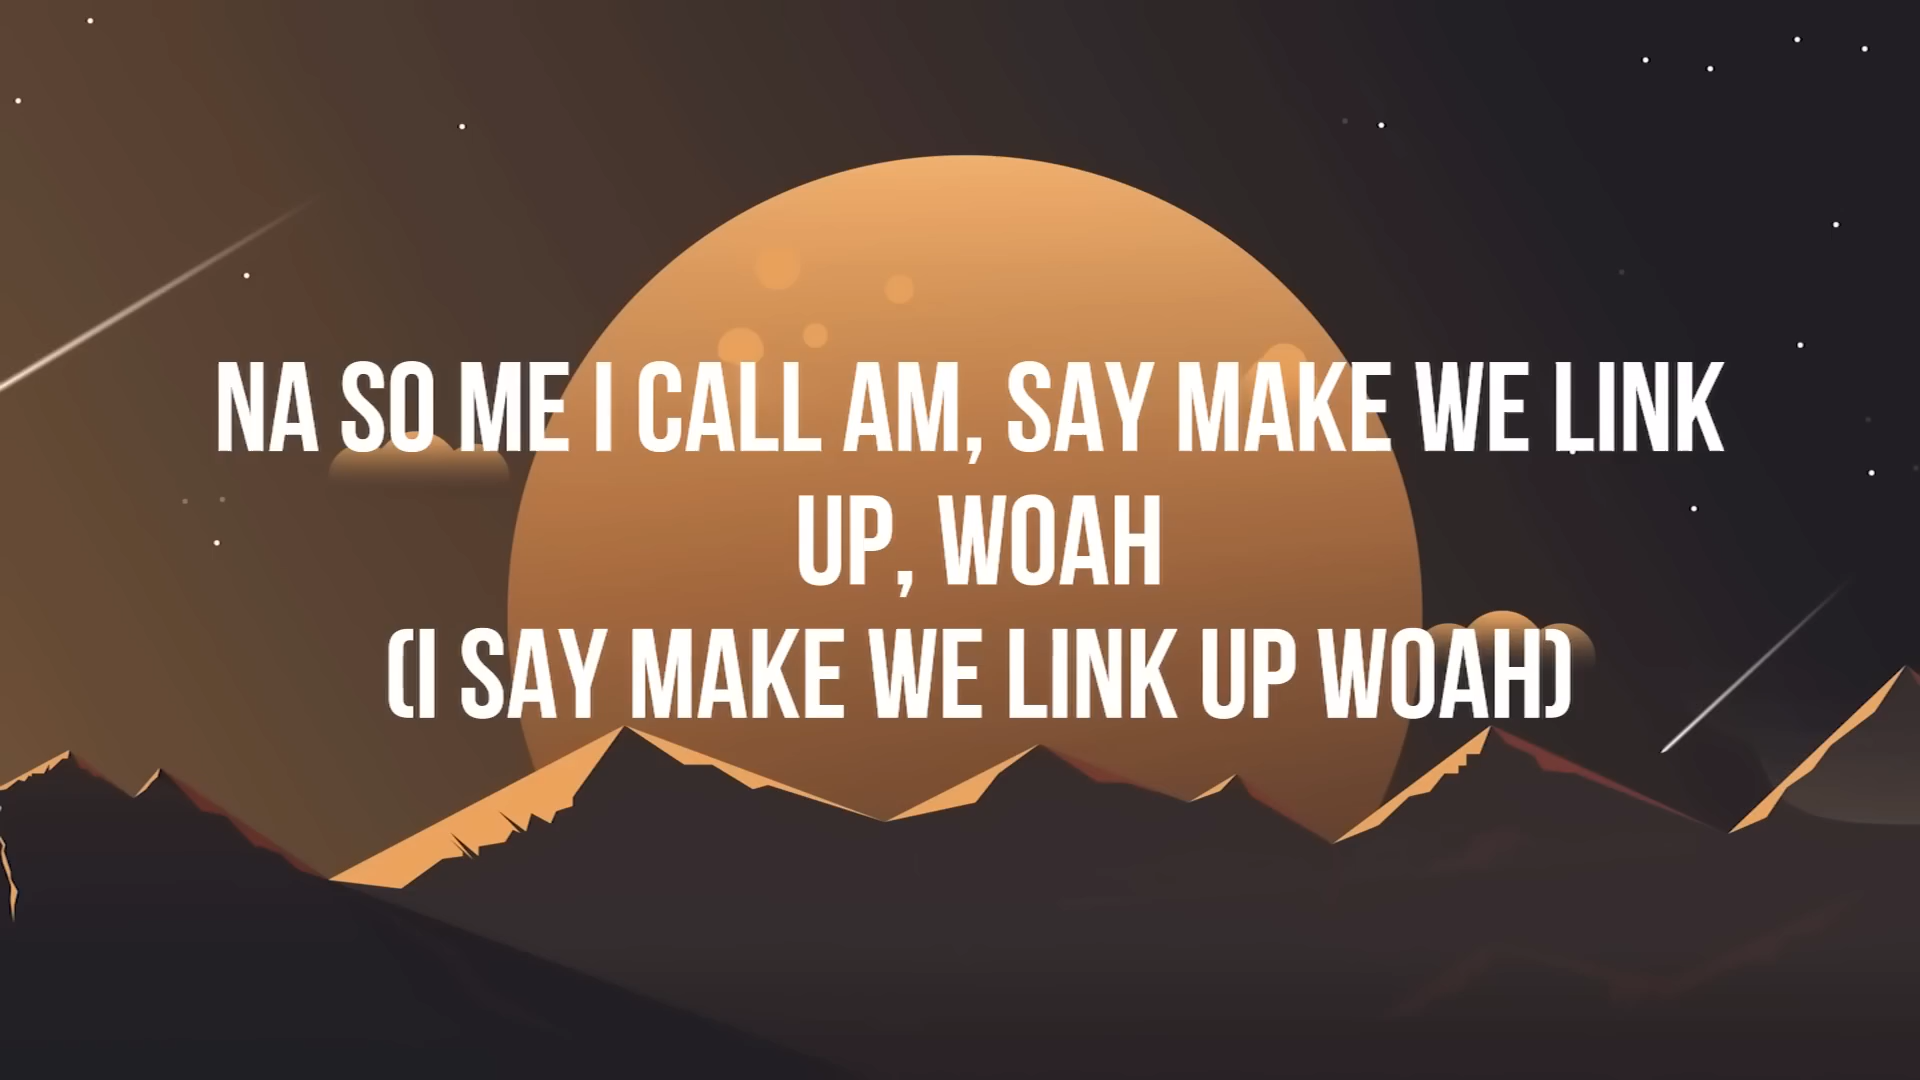 NA SO ME I CALL AM, SAY MAKE WE LINK
UP, WOAH
(I SAY MAKE WE LINK UP WOAH)